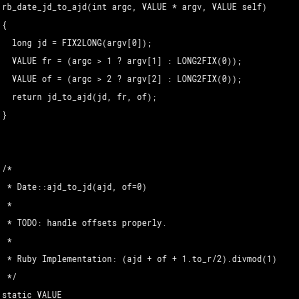 rb_date_jd_to_ajd(int argc, VALUE * argv, VALUE self)
{
  long jd = FIX2LONG(argv[0]);
  VALUE fr = (argc > 1 ? argv[1] : LONG2FIX(0));
  VALUE of = (argc > 2 ? argv[2] : LONG2FIX(0));
  return jd_to_ajd(jd, fr, of);
}
/*
 * Date::ajd_to_jd(ajd, of=0)
 *
 * TODO: handle offsets properly.
 *
 * Ruby Implementation: (ajd + of + 1.to_r/2).divmod(1)
 */
static VALUE